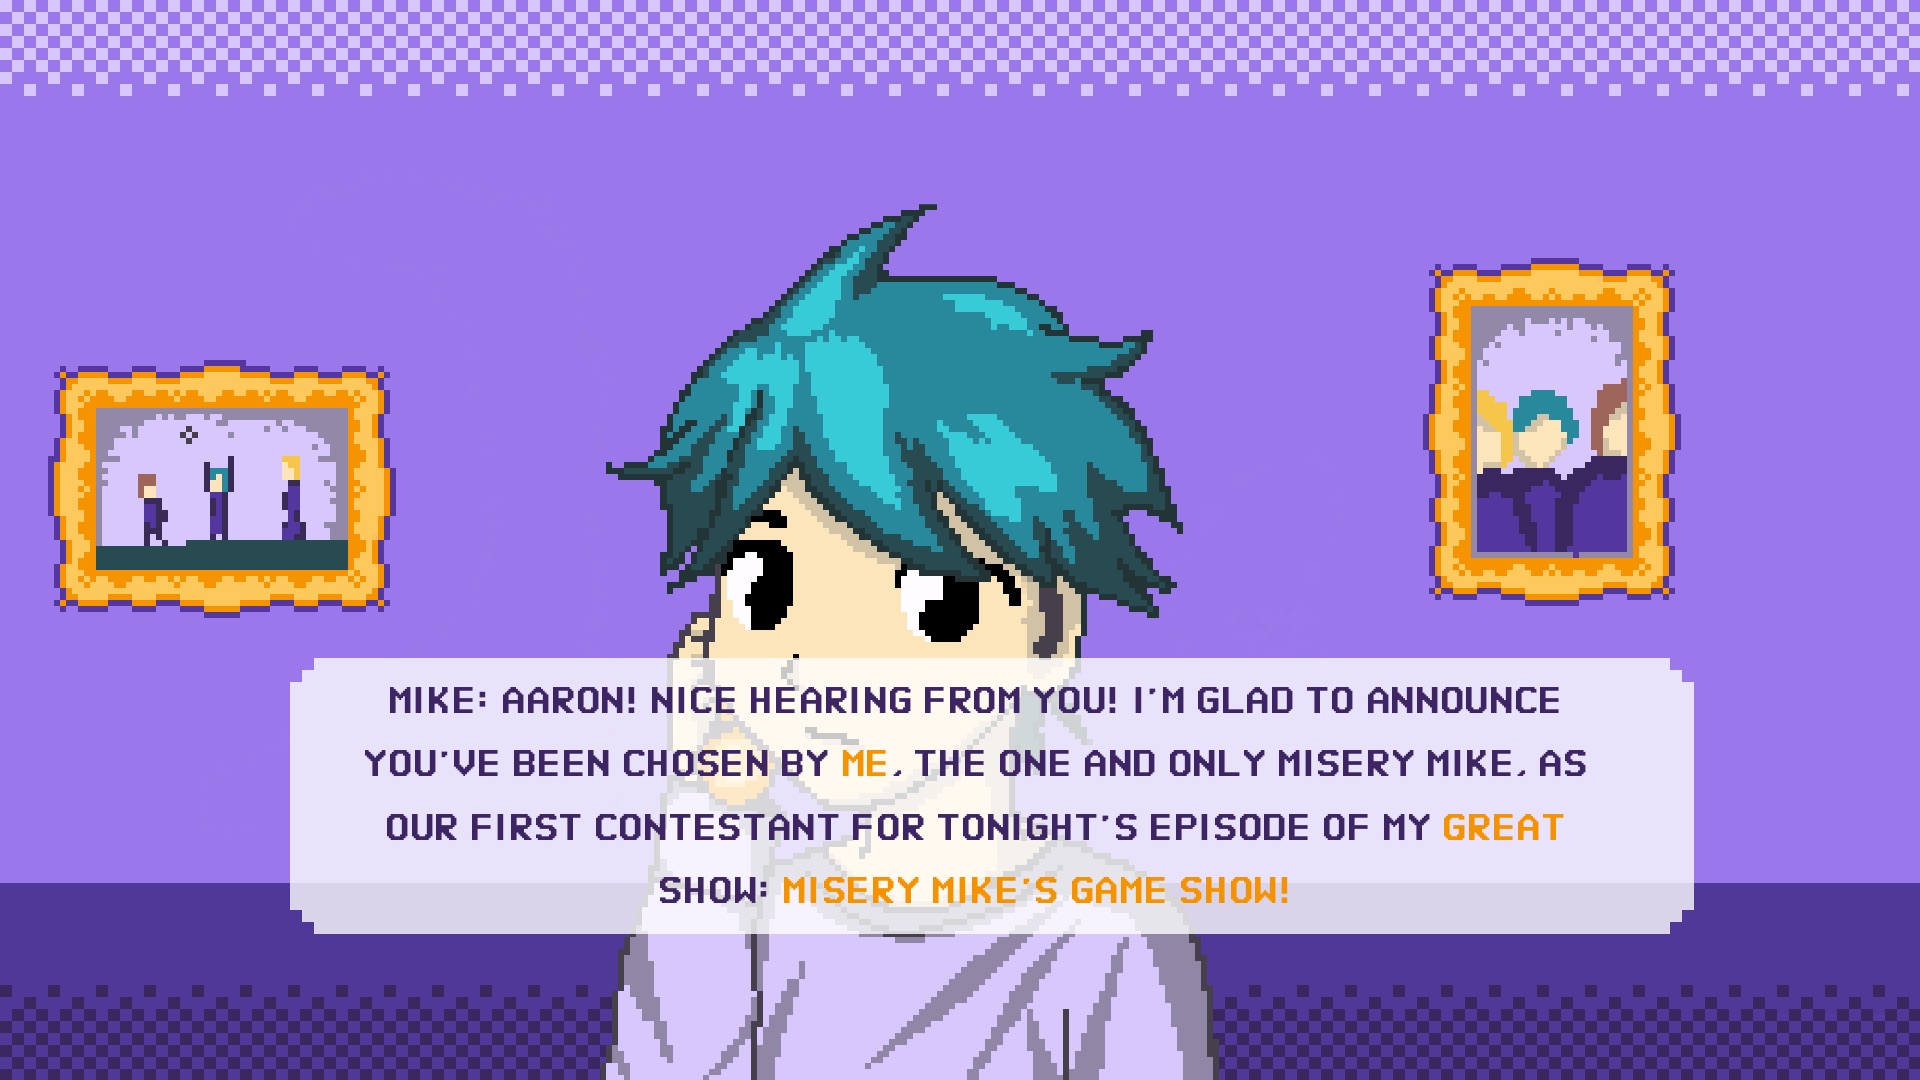 MIKE: AARON! NICE HEARING FROM YOU! I'M GLAD TO ANNOUNCE
YOU'VE BEEN CHOSEN BY ME, THE ONE AND ONLY MISERY MIKE, AS
OUR FIRST CONTESTANT FOR TONIGHT'S EPISODE OF MY GREAT
SHOW: MISERY MIKE'S GAME SHOW!